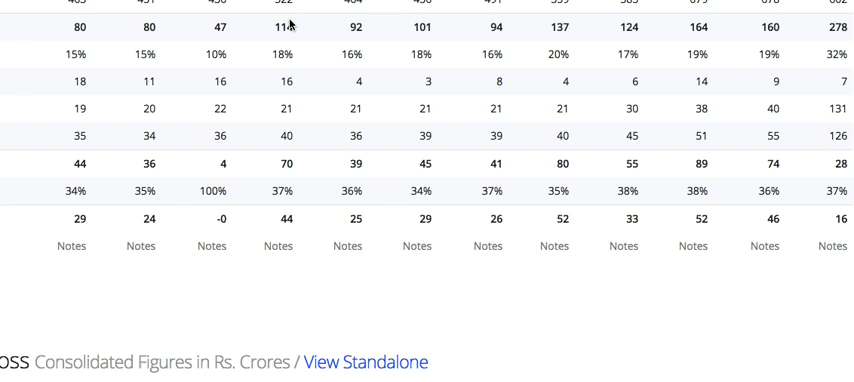 80 80 47 114 92 101 94 137 124 164 160 278
15% 15% 10% 18% 16% 18% 16% 20% 17% 19% 19% 32%
18 11 16 16 4 3 8 4 6 14 9 7
19 20 22 21 21 21 21 21 30 38 40 131
35 34 36 40 36 39 39 40 45 51 55 126
44 36 4 70 39 45 41 80 55 89 74 28
34% 35% 100% 37% 36% 34% 37% 35% 38% 38% 36% 37%
29 24 -0 44 25 29 26 52 33 52 46 16
Notes Notes Notes Notes Notes Notes Notes Notes Notes Notes Notes Notes
oss Consolidated Figures in Rs. Crores / View Standalone